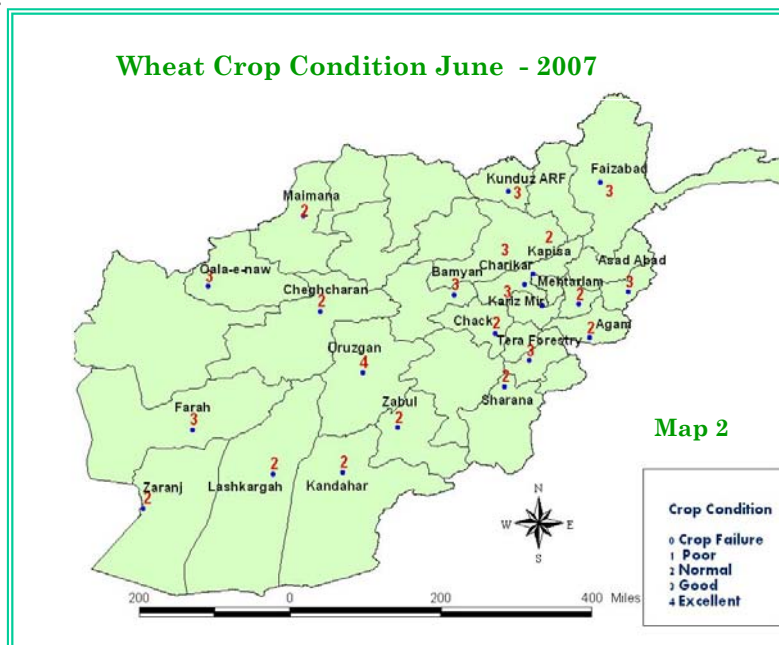 Wheat Crop Condition June - 2007
Kunduz ARF
3
Faizabad
3
Maimana
2
2
Kapisa
3
Charikar
Asad Abad
3
Qala-e-naw
3
Cheghcharan
2
Bamyan
3
Mehtarlam
2
3
Kariz Mir
Chack
2
Agam
2
Tera Forestry
3
Oruzgan
4
2
Sharana
Zabul
2
Farah
3
Map 2
Zaranj
2
Lashkargah
2
Kandahar
2
N
W E
S
200 0 200 400 Miles
Crop Condition
0 Crop Failure
1 Poor
2 Normal
3 Good
4 Excellent